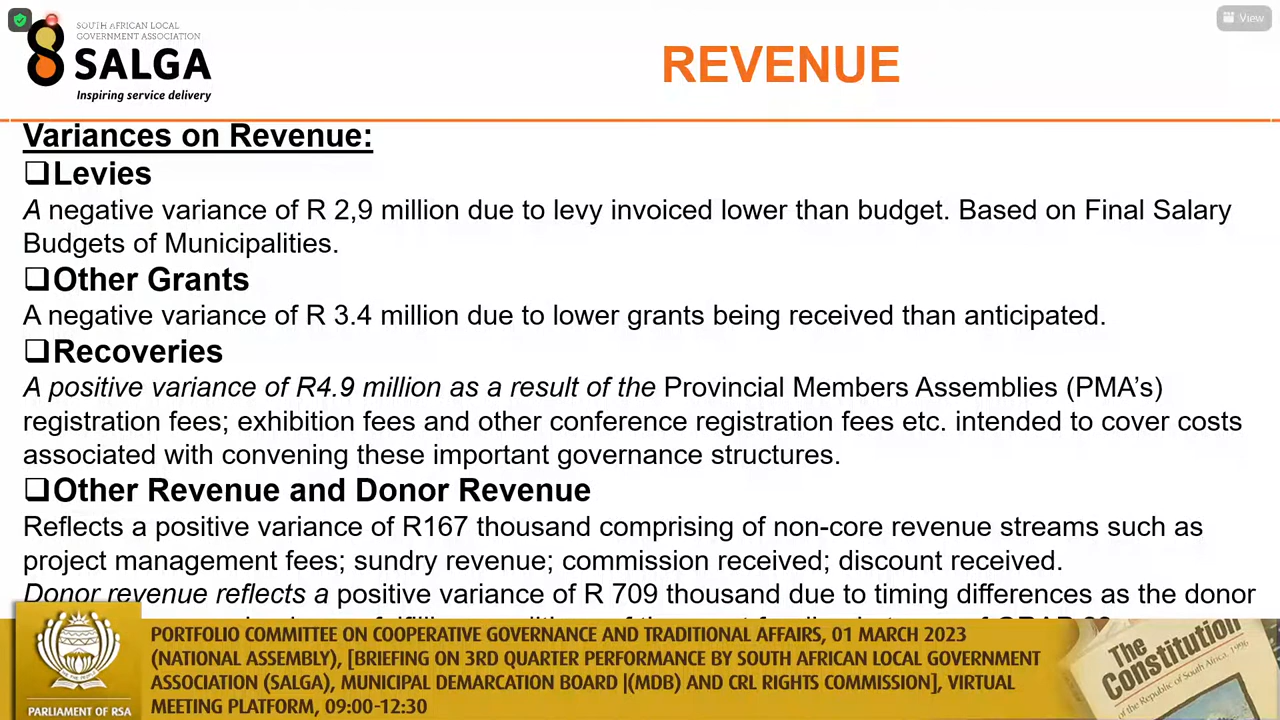 SOUTH AFRICAN LOCAL
GOVERNMENT ASSOCIATION
SALGA
Inspiring service delivery
REVENUE
View
Variances on Revenue:
❑Levies
A negative variance of R 2,9 million due to levy invoiced lower than budget. Based on Final Salary
Budgets of Municipalities.
❑Other Grants
A negative variance of R 3.4 million due to lower grants being received than anticipated.
❑Recoveries
A positive variance of R4.9 million as a result of the Provincial Members Assemblies (PMA’s)
registration fees; exhibition fees and other conference registration fees etc. intended to cover costs
associated with convening these important governance structures.
❑Other Revenue and Donor Revenue
Reflects a positive variance of R167 thousand comprising of non-core revenue streams such as
project management fees; sundry revenue; commission received; discount received.
Donor revenue reflects a positive variance of R 709 thousand due to timing differences as the donor
PORTFOLIO COMMITTEE ON COOPERATIVE GOVERNANCE AND TRADITIONAL AFFAIRS, 01 MARCH 2023
(NATIONAL ASSEMBLY), [BRIEFING ON 3RD QUARTER PERFORMANCE BY SOUTH AFRICAN LOCAL GOVERNMENT
ASSOCIATION (SALGA), MUNICIPAL DEMARCATION BOARD |(MDB) AND CRL RIGHTS COMMISSION], VIRTUAL
MEETING PLATFORM, 09:00-12:30
PARLIAMENT OF RSA
The
Constitution
of the Republic of South Africa, 1996